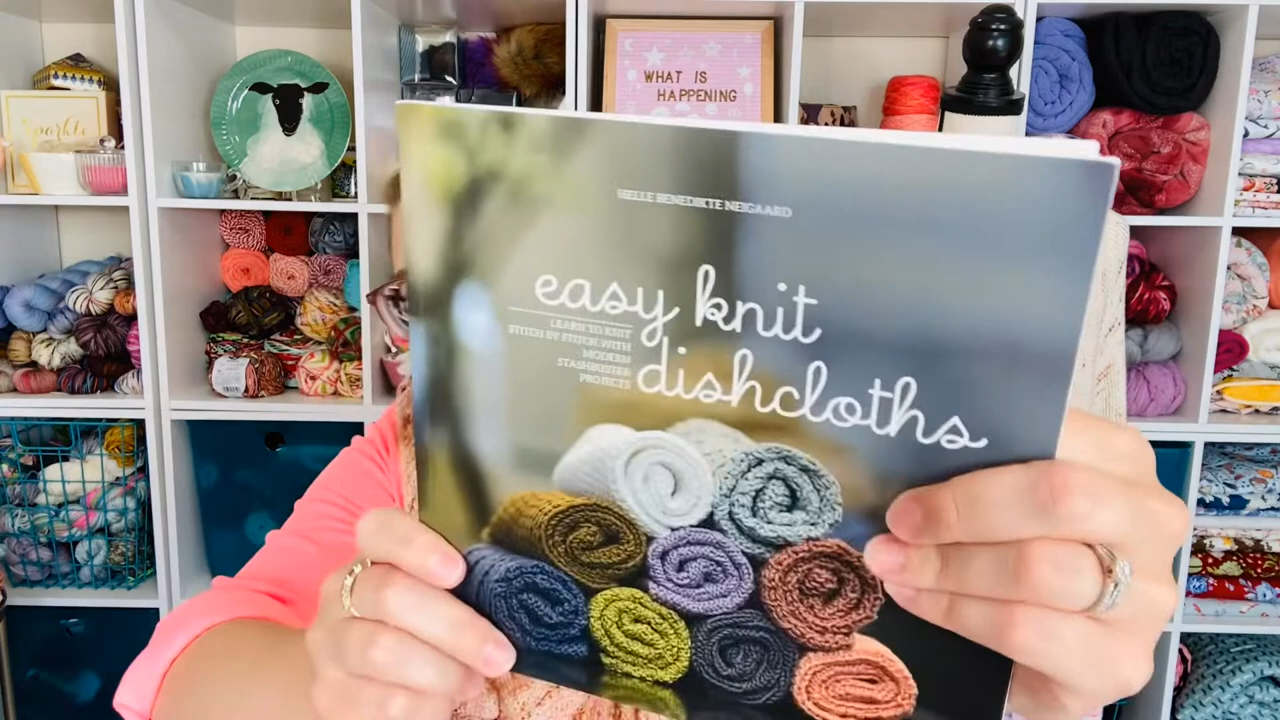 Sparkle
WHAT IS
HAPPENING
HELLE BENEDIKTE NEIGAARD
easy knit
dishcloths
LEARN TO KNIT
STITCH BY STITCH WITH
MODERN
STASHBUSTER
PROJECTS